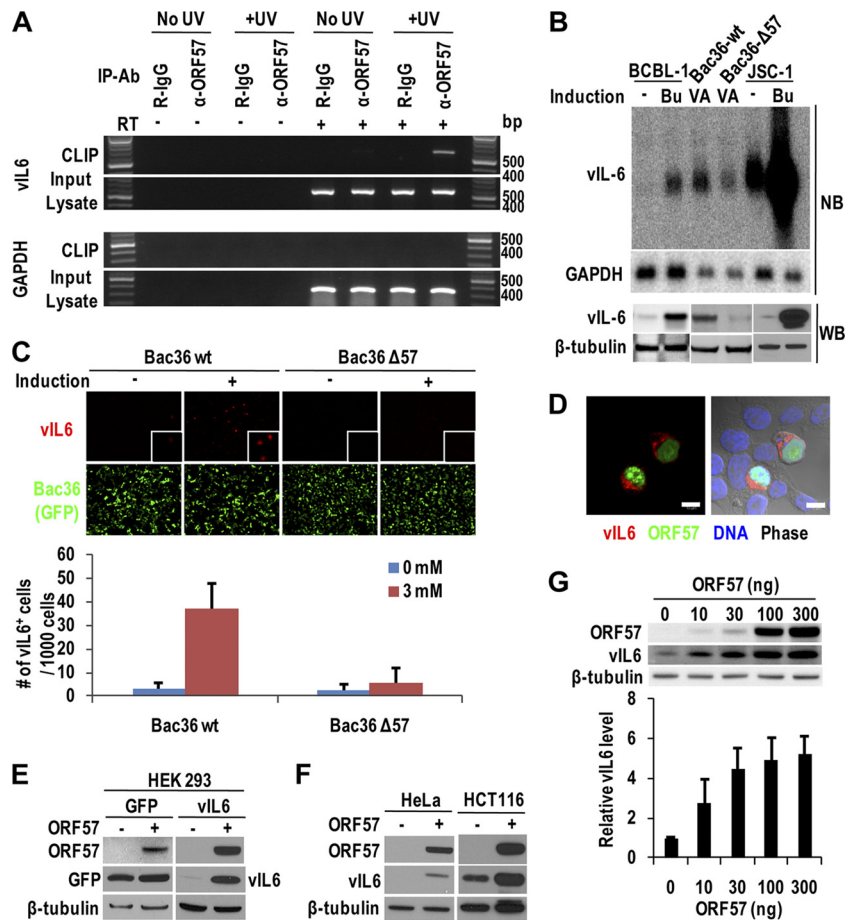 A
No UV +UV No UV +UV
IP-Ab R-IgG α-ORF57 R-IgG α-ORF57 R-IgG α-ORF57 R-IgG α-ORF57
RT - - - - + + + + bp
vIL6
CLIP 500
400
Input Lysate 500
400
GAPDH
CLIP 500
400
Input Lysate 500
400
B
BCBL-1 Bac36-wt Bac36-Δ57 JSC-1
Induction - Bu VA VA - Bu
vIL-6
NB
GAPDH
vIL-6
WB
β-tubulin
C
Bac36 wt Bac36 Δ57
Induction - + - +
vIL6
Bac36
(GFP)
# of vIL6+ cells
/1000 cells
60
50
40
30
20
10
0
0 mM
3 mM
Bac36 wt Bac36 Δ57
D
vIL6 ORF57 DNA Phase
E
HEK 293
GFP vIL6
ORF57 - + - +
ORF57
GFP vIL6
β-tubulin
F
HeLa HCT116
ORF57 - + - +
ORF57
vIL6
β-tubulin
G
ORF57 (ng)
0 10 30 100 300
ORF57
vIL6
β-tubulin
Relative vIL6 level
8
6
4
2
0
0 10 30 100 300
ORF57 (ng)